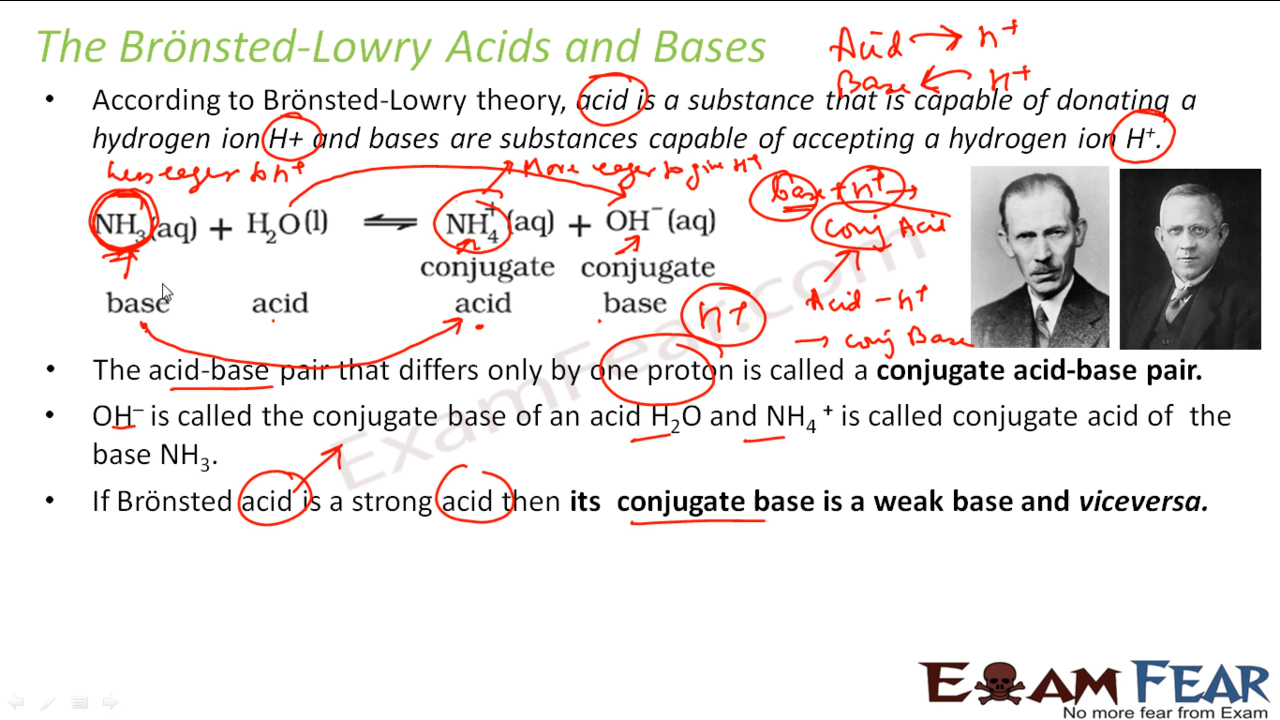 The Brönsted-Lowry Acids and Bases
Acid → H+
Base ← H+
• According to Brönsted-Lowry theory, acid is a substance that is capable of donating a
hydrogen ion H+ and bases are substances capable of accepting a hydrogen ion H⁺.
Less eager to H+
More eager to give H+
base + H+ →
conj Acid
NH₃(aq) + H₂O(l) ⇌ NH₄⁺(aq) + OH⁻(aq)
conjugate conjugate
base acid acid base
H+
Acid - H+
→ conj Base
• The acid-base pair that differs only by one proton is called a conjugate acid-base pair.
• OH⁻ is called the conjugate base of an acid H₂O and NH₄⁺ is called conjugate acid of the
base NH₃.
• If Brönsted acid is a strong acid then its conjugate base is a weak base and viceversa.
ExamFear.com
EXAM FEAR
No more fear from Exam